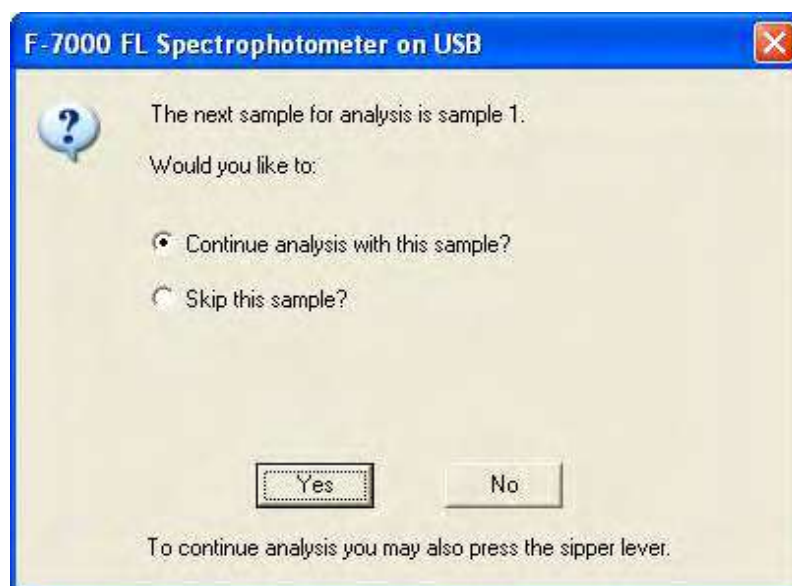 F-7000 FL Spectrophotometer on USB
The next sample for analysis is sample 1.
Would you like to:
Continue analysis with this sample?
Skip this sample?
Yes
No
To continue analysis you may also press the sipper lever.